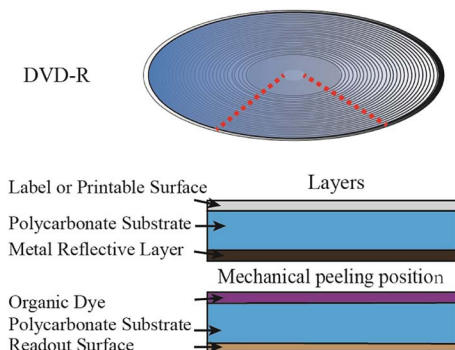 DVD-R
Label or Printable Surface
Layers
Polycarbonate Substrate
Metal Reflective Layer
Mechanical peeling position
Organic Dye
Polycarbonate Substrate
Readout Surface